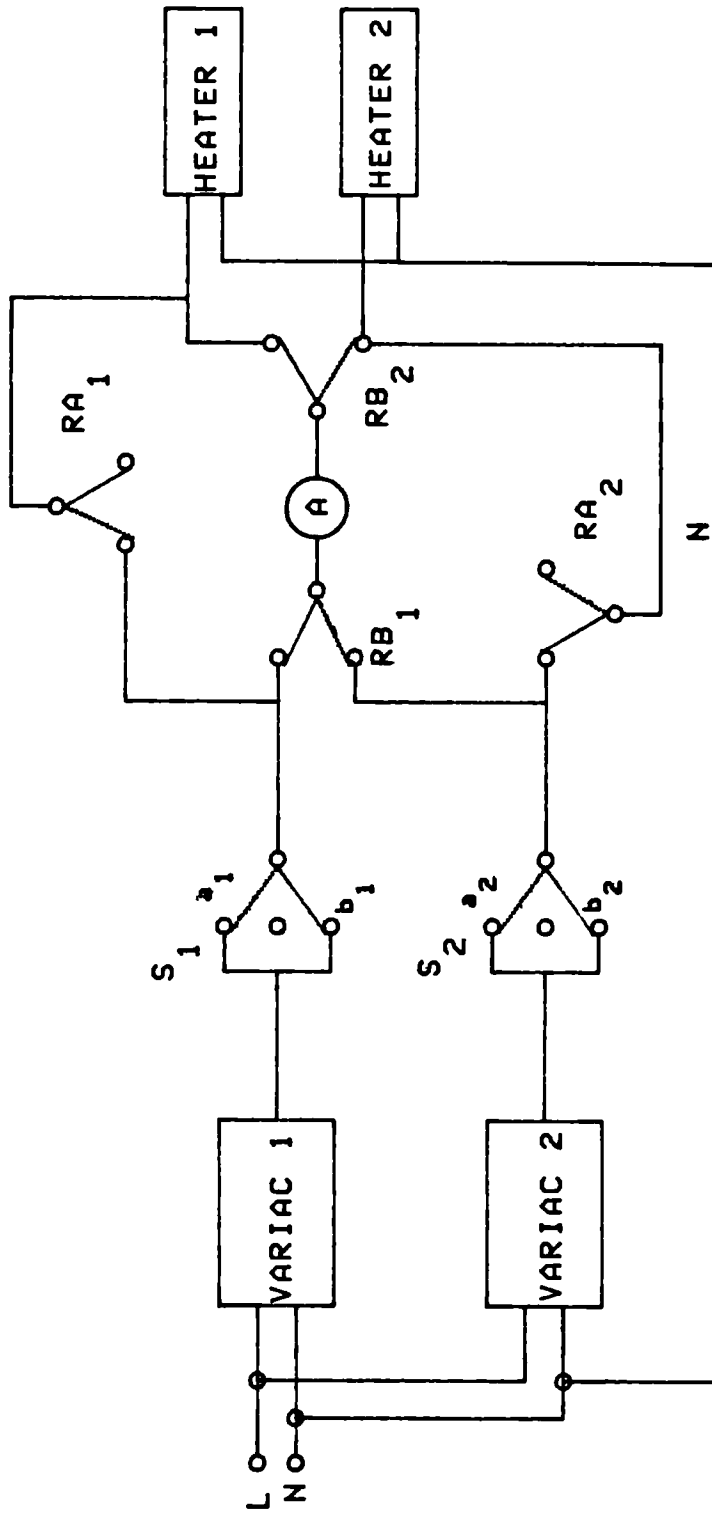 L
N
VARIAC 1
VARIAC 2
S1
a1
b1
S2
a2
b2
RA1
RB1
A
RB2
RA2
N
HEATER 1
HEATER 2